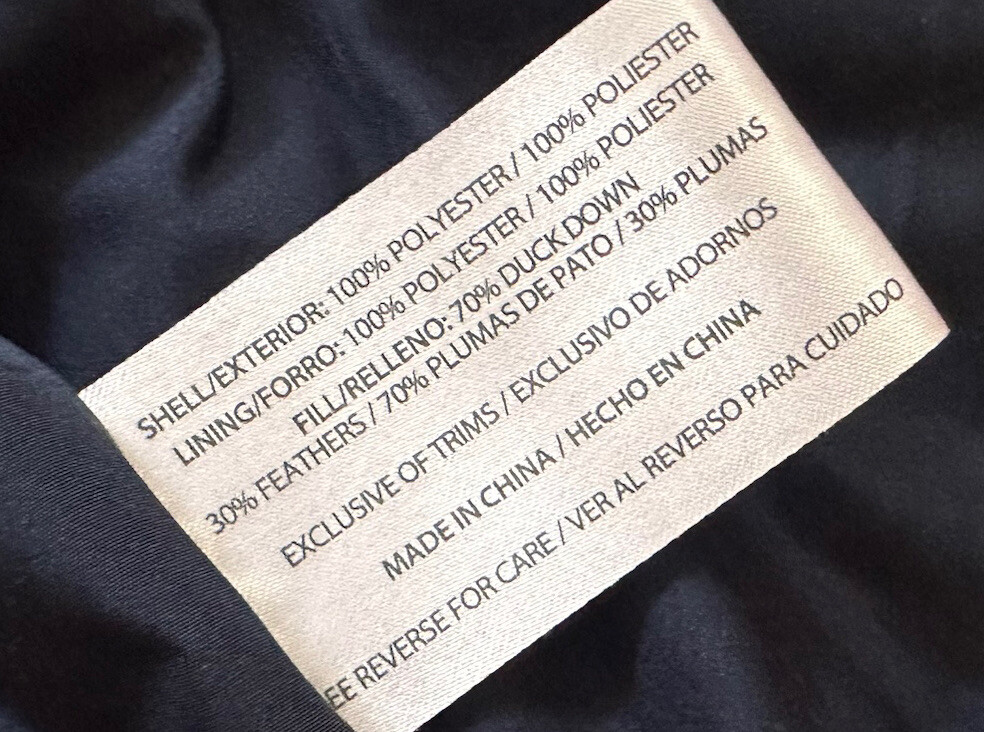 SHELL/EXTERIOR: 100% POLYESTER / 100% POLIESTER
LINING/FORRO: 100% POLYESTER / 100% POLIESTER
FILL/RELLENO: 70% DUCK DOWN
30% FEATHERS / 70% PLUMAS DE PATO / 30% PLUMAS
EXCLUSIVE OF TRIMS / EXCLUSIVO DE ADORNOS
MADE IN CHINA / HECHO EN CHINA
EE REVERSE FOR CARE / VER AL REVERSO PARA CUIDADO